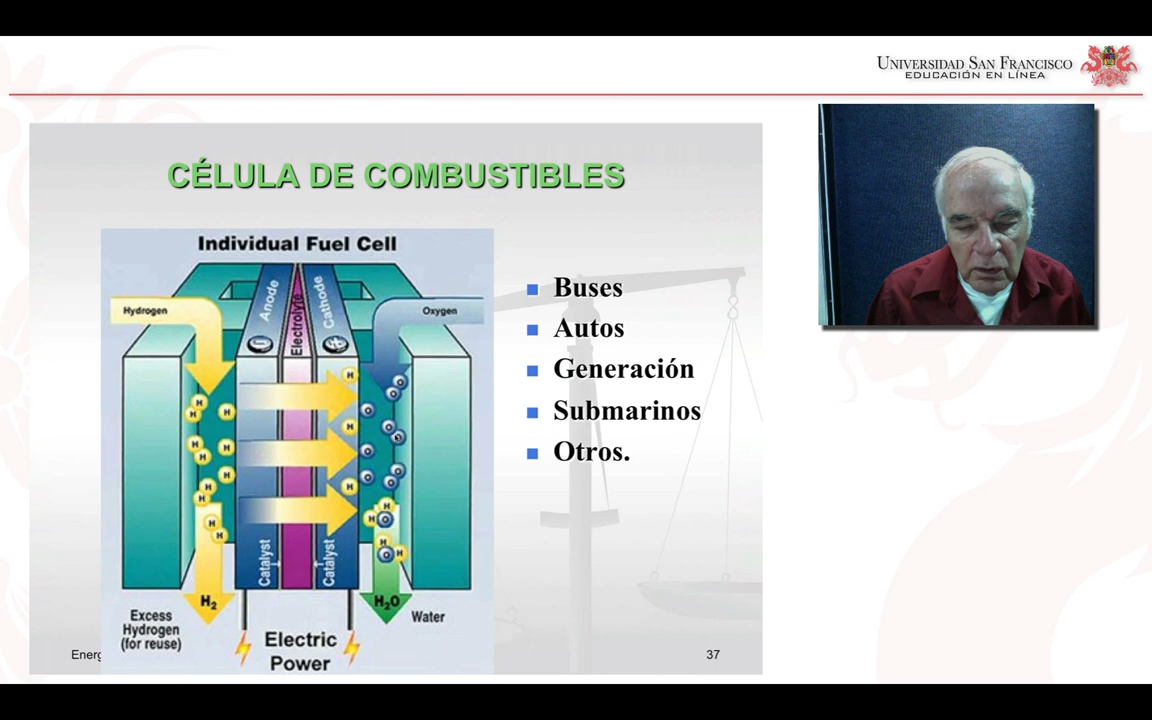 UNIVERSIDAD SAN FRANCISCO
EDUCACIÓN EN LÍNEA
CÉLULA DE COMBUSTIBLES
Individual Fuel Cell
Hydrogen
Anode
Electrolyte
Cathode
Oxygen
H
H
H
H
H
H
H
H
H
H
H
H
H
H
O
O
O
O
O
O
O
O
H
H
O
H
H
O
Catalyst
Catalyst
H2
H2O
Excess
Hydrogen
(for reuse)
Water
Electric
Power
Buses
Autos
Generación
Submarinos
Otros.
Energ
37